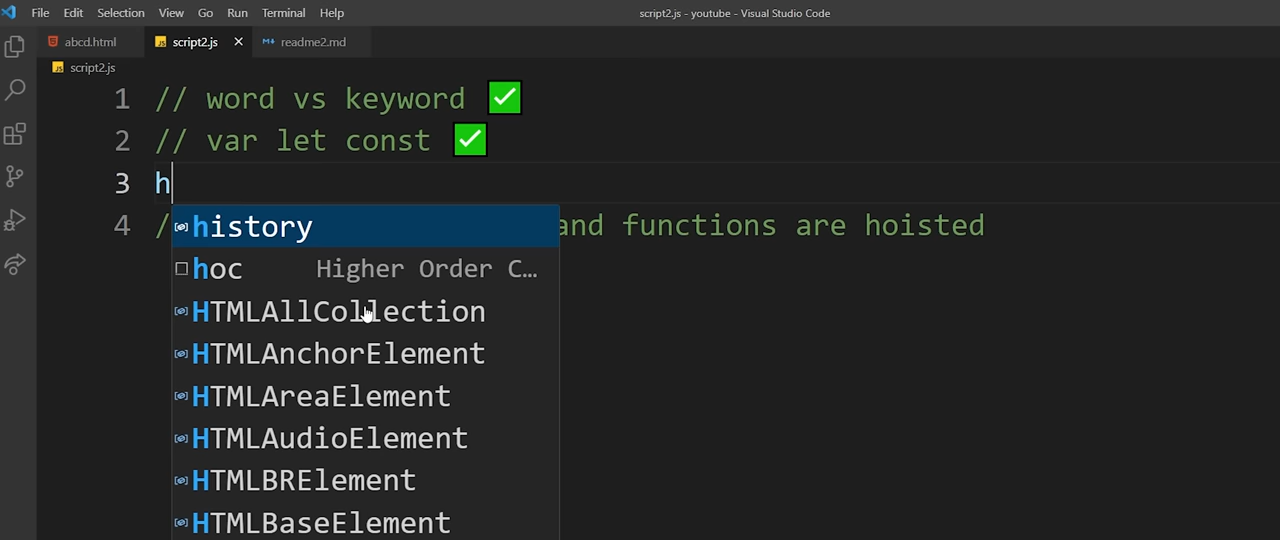 File Edit Selection View Go Run Terminal Help script2.js - youtube - Visual Studio Code
abcd.html script2.js readme2.md
script2.js
1 // word vs keyword ✅
2 // var let const ✅
3 h
4 / and functions are hoisted
history
hoc Higher Order C…
HTMLAllCollection
HTMLAnchorElement
HTMLAreaElement
HTMLAudioElement
HTMLBRElement
HTMLBaseElement